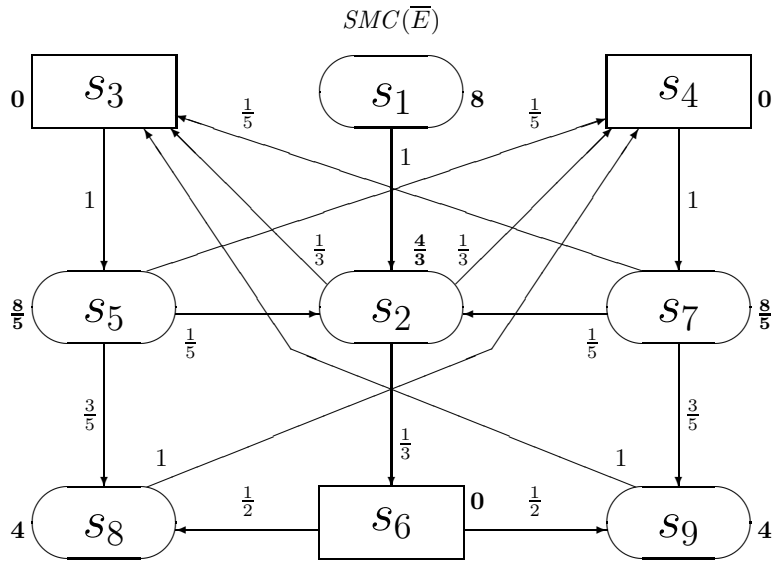 SMC(E̅)
0 s₃ s₁ 8 s₄ 0
1/5 1/5
1 1 1
1/3 4/3 1/3
8/5 s₅ s₂ s₇ 8/5
1/5 1/5
3/5 3/5
1 1/3 1
1/2 0 1/2
4 s₈ s₆ s₉ 4